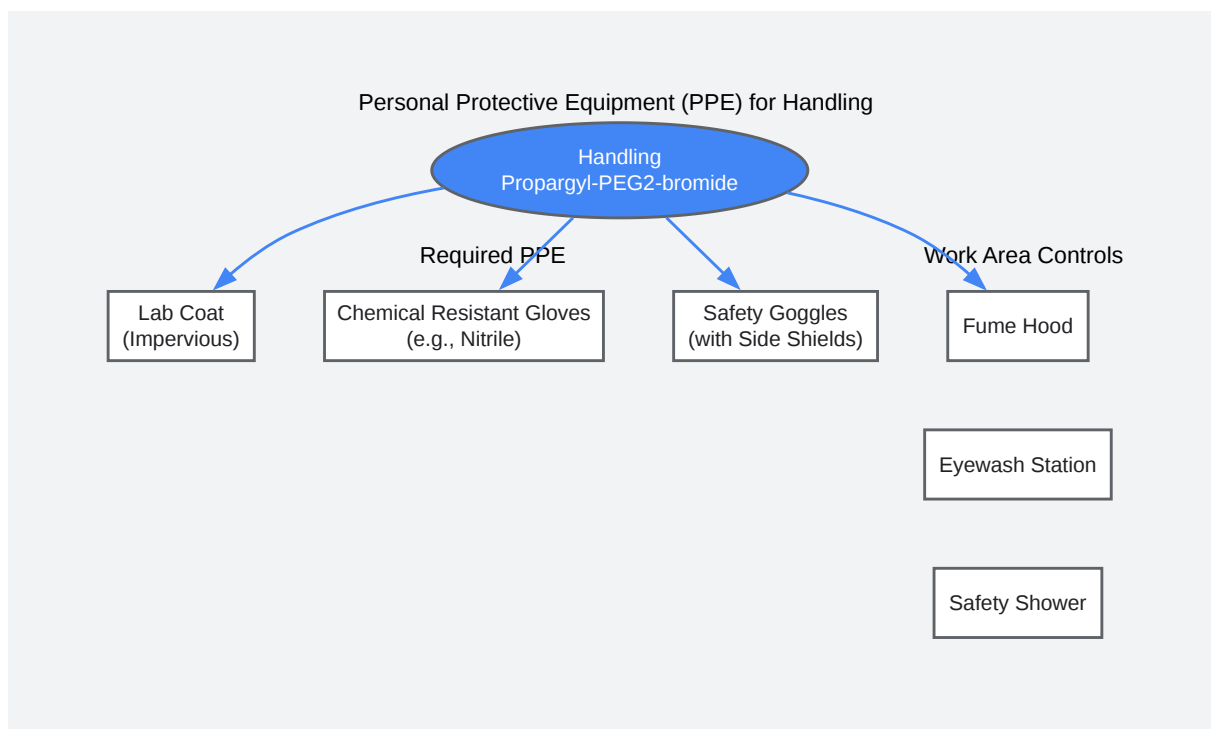 Personal Protective Equipment (PPE) for Handling
Handling
Propargyl-PEG2-bromide
Required PPE
Work Area Controls
Lab Coat
(Impervious)
Chemical Resistant Gloves
(e.g., Nitrile)
Safety Goggles
(with Side Shields)
Fume Hood
Eyewash Station
Safety Shower